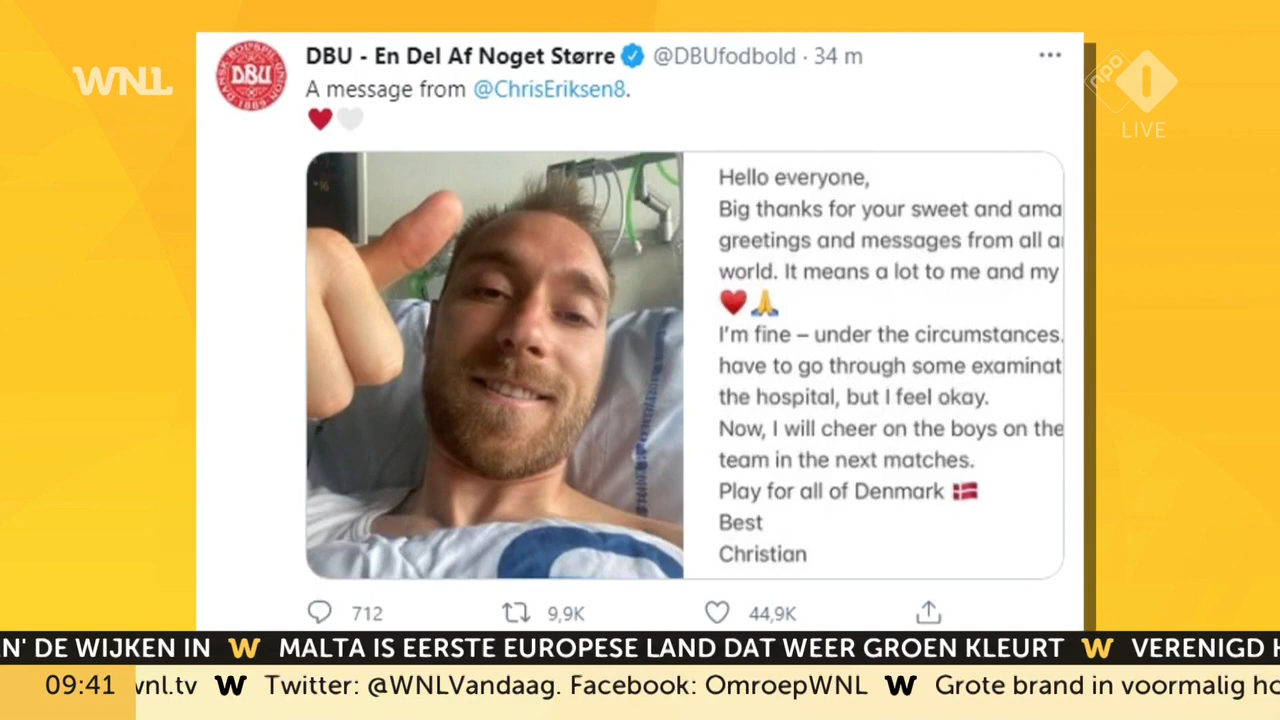 WNL
DBU
DBU - En Del Af Noget Større @DBUfodbold · 34 m
npo 1
LIVE
A message from @ChrisEriksen8.
Hello everyone,
Big thanks for your sweet and ama
greetings and messages from all a
world. It means a lot to me and my
I'm fine – under the circumstances.
have to go through some examinat
the hospital, but I feel okay.
Now, I will cheer on the boys on the
team in the next matches.
Play for all of Denmark
Best
Christian
712 9,9K 44,9K
N' DE WIJKEN IN W MALTA IS EERSTE EUROPESE LAND DAT WEER GROEN KLEURT W VERENIGD
09:41 wnl.tv W Twitter: @WNLVandaag. Facebook: OmroepWNL W Grote brand in voormalig ho